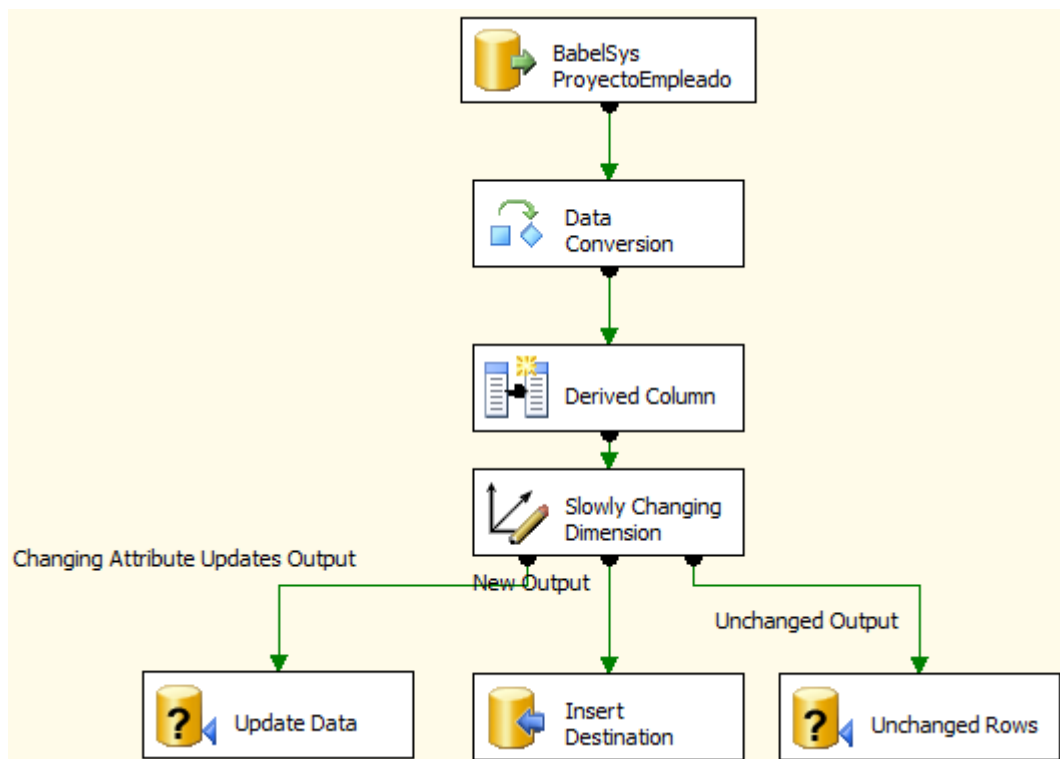 BabelSys
ProyectoEmpleado
Data
Conversion
Derived Column
Slowly Changing
Dimension
Changing Attribute Updates Output
New Output
Unchanged Output
? Update Data
Insert
Destination
? Unchanged Rows